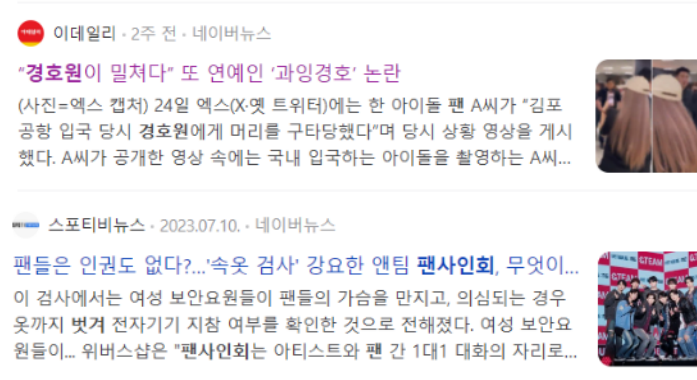 이데일리 · 2주 전 · 네이버뉴스
“경호원이 밀쳐다” 또 연예인 ‘과잉경호’ 논란
(사진=엑스 캡처) 24일 엑스(X·옛 트위터)에는 한 아이돌 팬 A씨가 “김포
공항 입국 당시 경호원에게 머리를 구타당했다”며 당시 상황 영상을 게시
했다. A씨가 공개한 영상 속에는 국내 입국하는 아이돌을 촬영하는 A씨...
스포티비뉴스 · 2023.07.10. · 네이버뉴스
팬들은 인권도 없다?...'속옷 검사' 강요한 앤팀 팬사인회, 무엇이...
이 검사에서는 여성 보안요원들이 팬들의 가슴을 만지고, 의심되는 경우
옷까지 벗겨 전자기기 지참 여부를 확인한 것으로 전해졌다. 여성 보안요
원들이... 위버스샵은 "팬사인회는 아티스트와 팬 간 1대1 대화의 자리로...